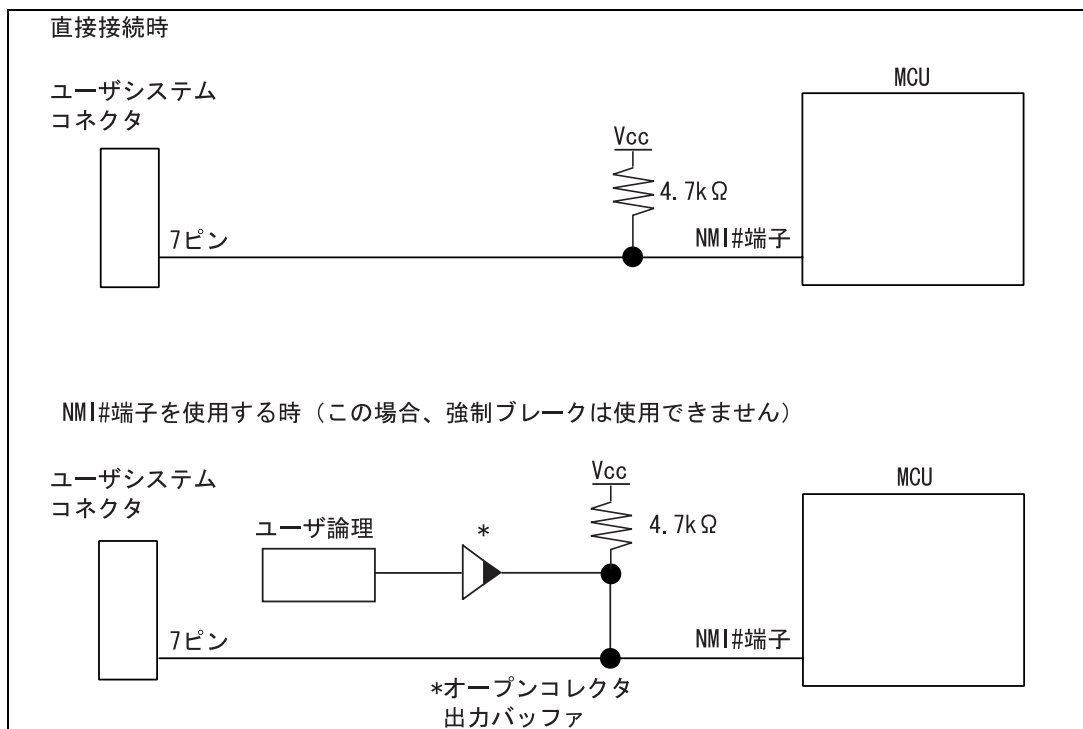 直接接続時
ユーザシステム
コネクタ
MCU
Vcc
4.7kΩ
7ピン
NMI#端子
NMI#端子を使用する時（この場合、強制ブレークは使用できません）
ユーザシステム
コネクタ
Vcc
MCU
ユーザ論理
*
4.7kΩ
7ピン
NMI#端子
*オープンコレクタ
出力バッファ